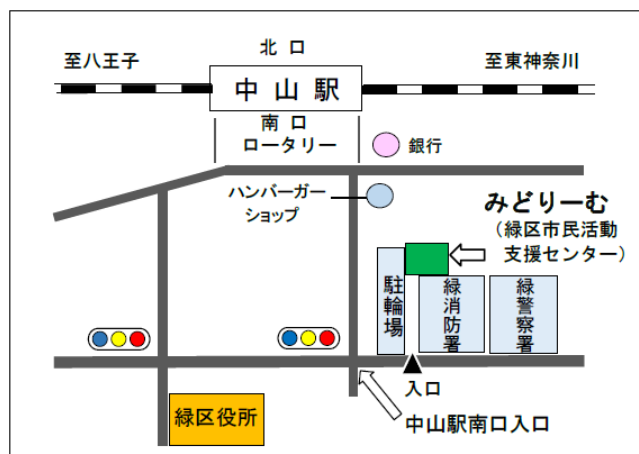 北口
至八王子
至東神奈川
中山駅
南口
ロータリー
銀行
ハンバーガー
ショップ
みどりーむ
（緑区市民活動
支援センター）
駐輪場
緑消防署
緑警察署
入口
緑区役所
中山駅南口入口